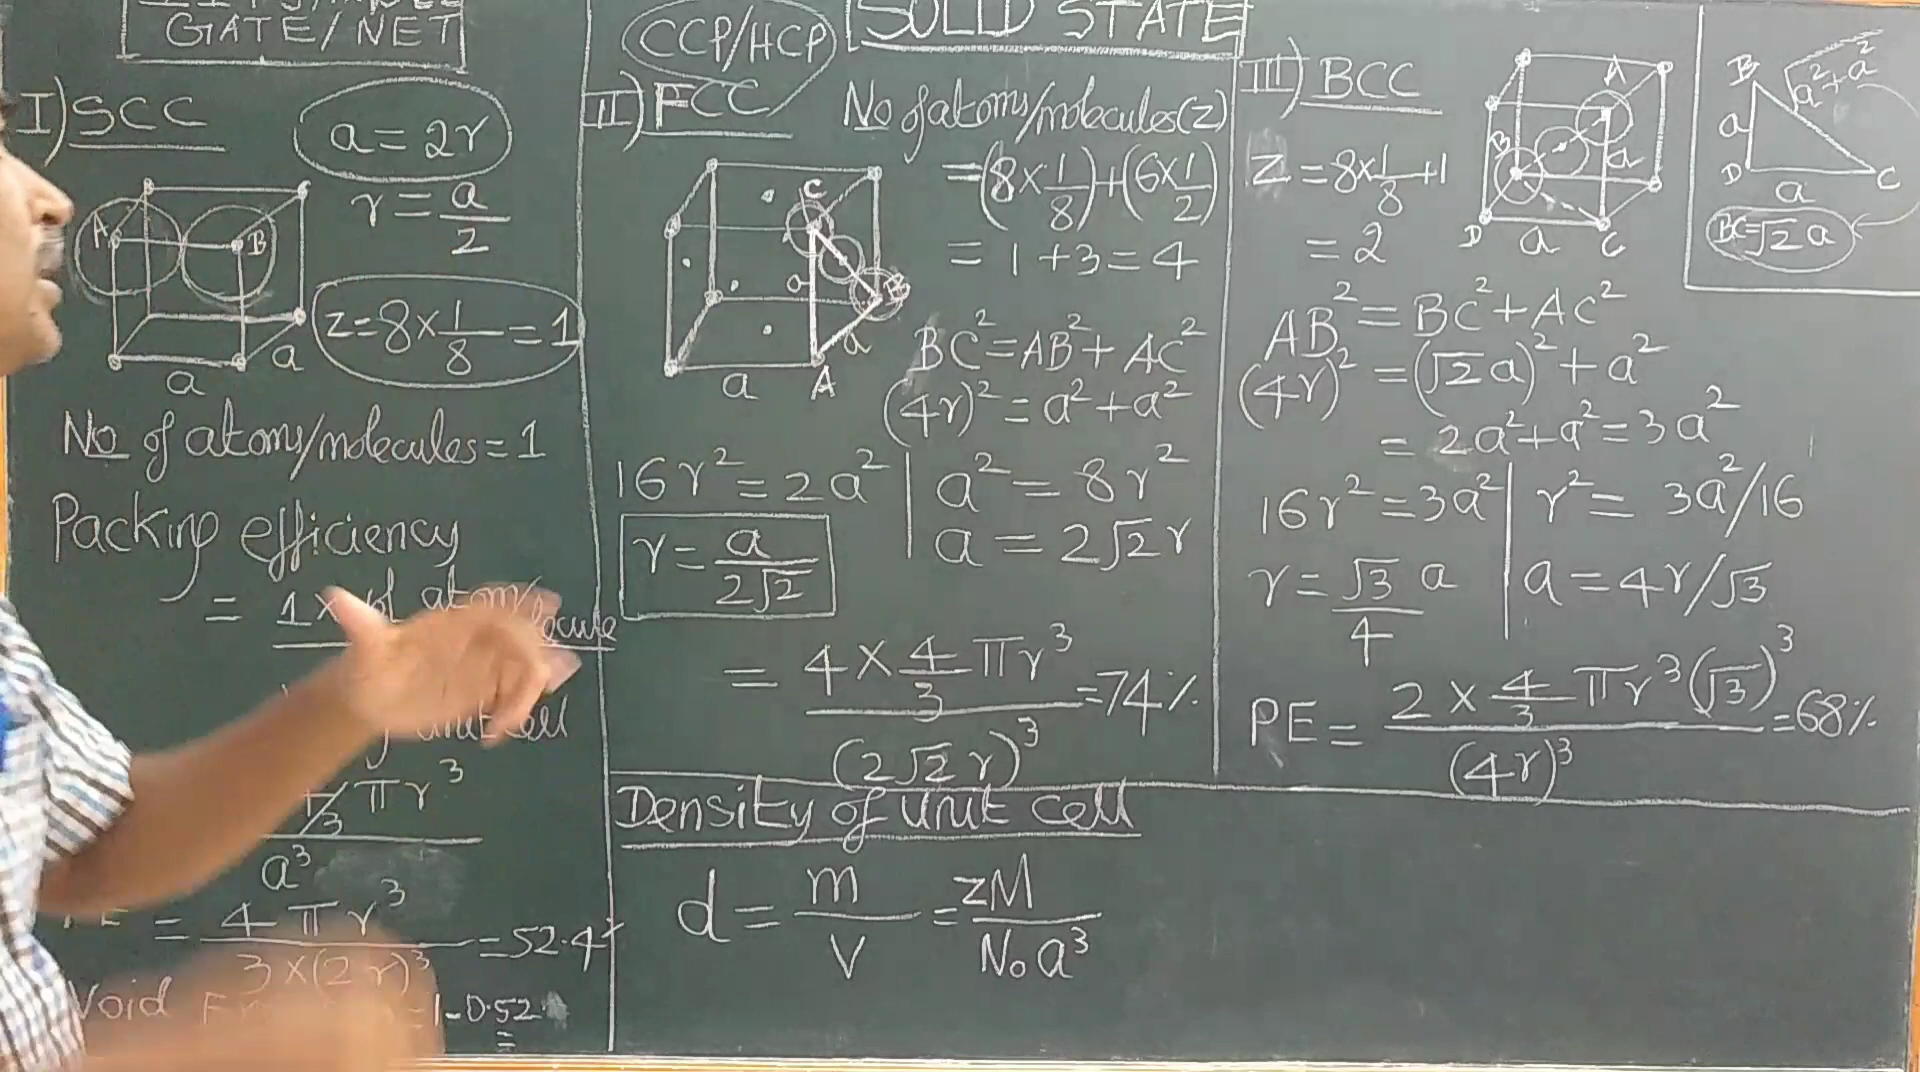 GATE/NET
CCP/HCP
SOLID STATE
I) SCC
a = 2r
r = a/2
A
B
a
a
z = 8 × 1/8 = 1
No of atoms/molecules = 1
Packing efficiency
= 1 × of atom/
unit cell
πr³
a³
= 4πr³ / 3×(2r)³ = 52.4
Void
1-0.52
II) FCC
No of atoms/molecules(z)
= (8×1/8)+(6×1/2)
= 1+3 = 4
C
a
B
a
a
A
BC² = AB² + AC²
(4r)² = a² + a²
16r² = 2a²
a² = 8r²
r = a/2√2
a = 2√2 r
= 4 × 4/3 πr³ / (2√2 r)³ = 74%
III) BCC
Z = 8×1/8+1
= 2
A
B
a
D
a
C
B
√a²+a²
a
D
a
C
BC=√2 a
AB² = BC² + AC²
(4r)² = (√2 a)² + a²
= 2a²+a² = 3a²
16r² = 3a²
r² = 3a²/16
r = √3/4 a
a = 4r/√3
PE = 2 × 4/3 πr³(√3)³ / (4r)³ = 68%
Density of unit cell
d = m/V = zM/N₀a³